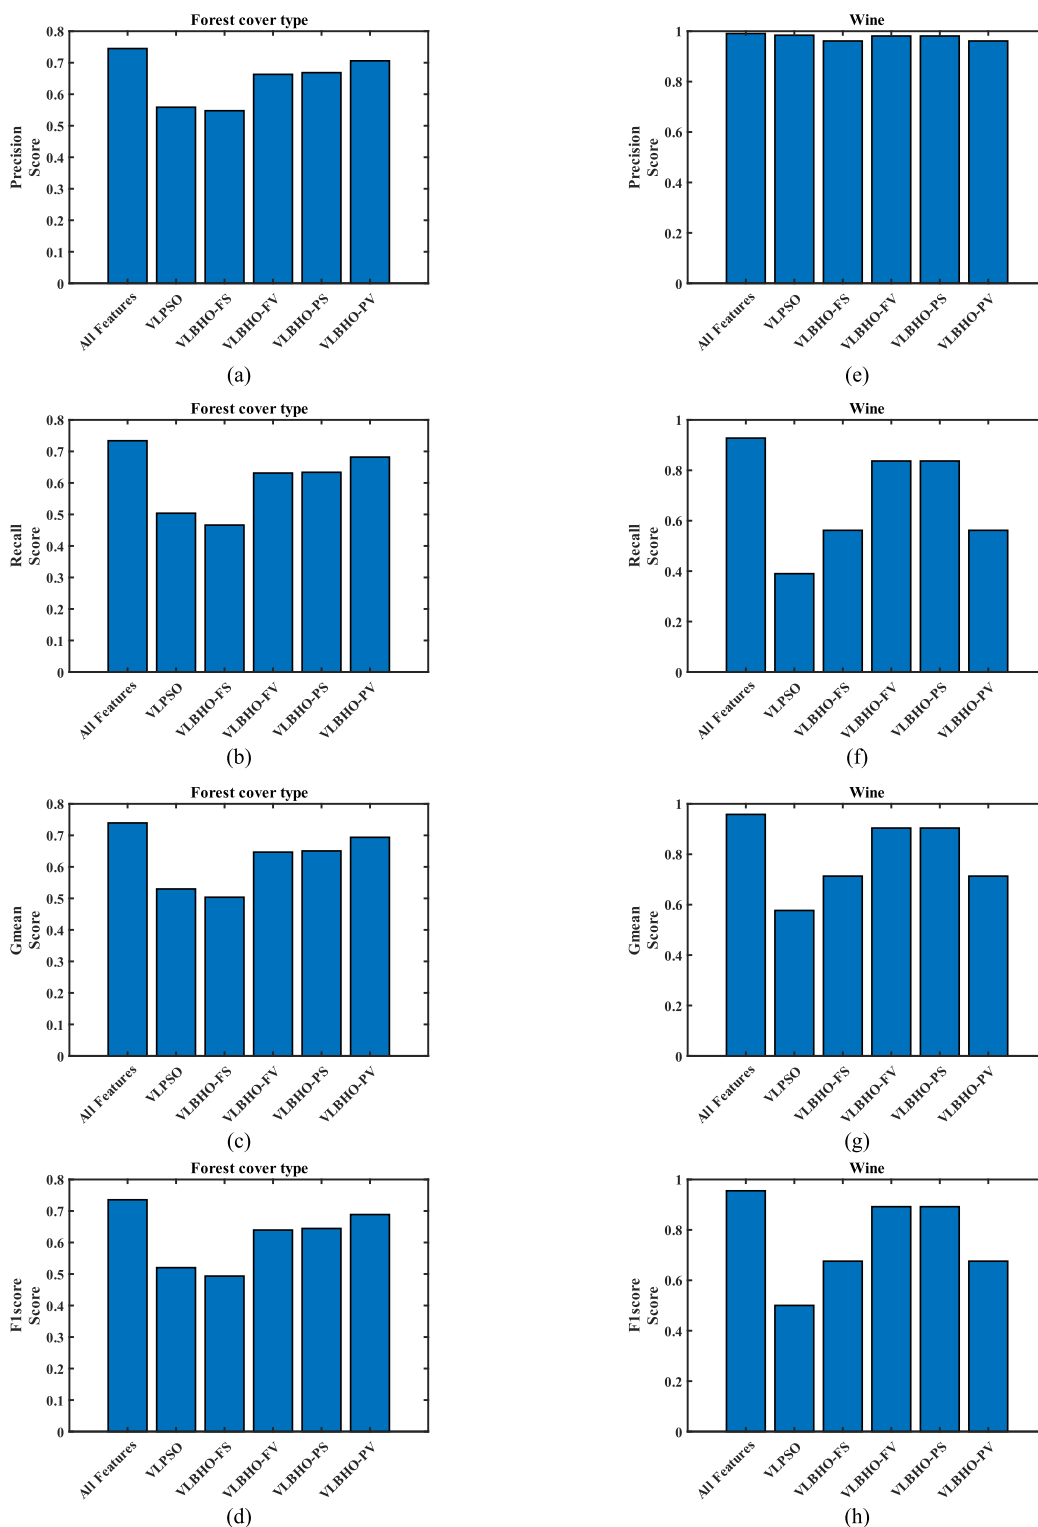 Forest cover type
Precision
Score
0.8
0.7
0.6
0.5
0.4
0.3
0.2
0.1
0
All Features
VLPSO
VLBHO-FS
VLBHO-FV
VLBHO-PS
VLBHO-PV
(a)
Wine
Precision
Score
1
0.8
0.6
0.4
0.2
0
All Features
VLPSO
VLBHO-FS
VLBHO-FV
VLBHO-PS
VLBHO-PV
(e)
Forest cover type
Recall
Score
0.8
0.7
0.6
0.5
0.4
0.3
0.2
0.1
0
All Features
VLPSO
VLBHO-FS
VLBHO-FV
VLBHO-PS
VLBHO-PV
(b)
Wine
Recall
Score
1
0.8
0.6
0.4
0.2
0
All Features
VLPSO
VLBHO-FS
VLBHO-FV
VLBHO-PS
VLBHO-PV
(f)
Forest cover type
Gmean
Score
0.8
0.7
0.6
0.5
0.4
0.3
0.2
0.1
0
All Features
VLPSO
VLBHO-FS
VLBHO-FV
VLBHO-PS
VLBHO-PV
(c)
Wine
Gmean
Score
1
0.8
0.6
0.4
0.2
0
All Features
VLPSO
VLBHO-FS
VLBHO-FV
VLBHO-PS
VLBHO-PV
(g)
Forest cover type
F1score
Score
0.8
0.7
0.6
0.5
0.4
0.3
0.2
0.1
0
All Features
VLPSO
VLBHO-FS
VLBHO-FV
VLBHO-PS
VLBHO-PV
(d)
Wine
F1score
Score
1
0.8
0.6
0.4
0.2
0
All Features
VLPSO
VLBHO-FS
VLBHO-FV
VLBHO-PS
VLBHO-PV
(h)